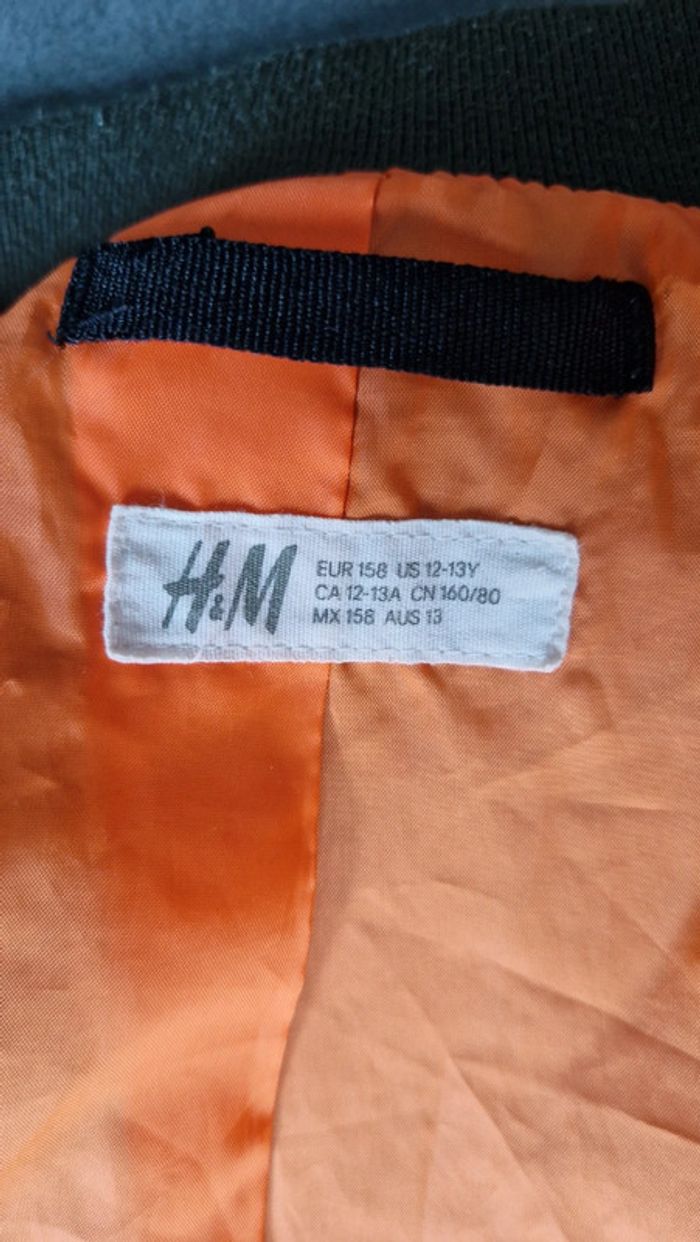 H&M
EUR 158 US 12-13Y
CA 12-13A CN 160/80
MX 158 AUS 13